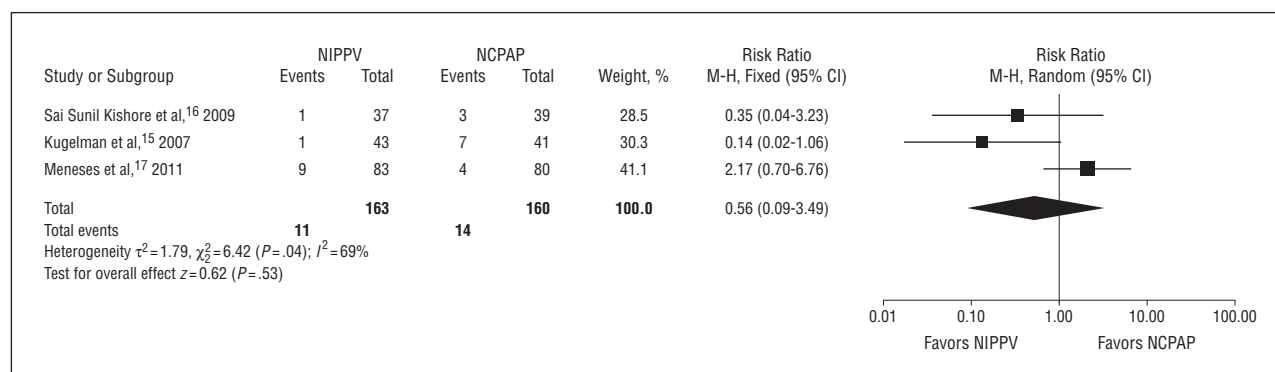 NIPPV NCPAP Risk Ratio Risk Ratio
Study or Subgroup Events Total Events Total Weight, % M-H, Fixed (95% CI) M-H, Random (95% CI)
Sai Sunil Kishore et al,16 2009 1 37 3 39 28.5 0.35 (0.04-3.23)
Kugelman et al,15 2007 1 43 7 41 30.3 0.14 (0.02-1.06)
Meneses et al,17 2011 9 83 4 80 41.1 2.17 (0.70-6.76)
Total 163 160 100.0 0.56 (0.09-3.49)
Total events 11 14
Heterogeneity τ2=1.79, χ22=6.42 (P=.04); I2=69%
Test for overall effect z=0.62 (P=.53)
0.01 0.10 1.00 10.00 100.00
Favors NIPPV Favors NCPAP